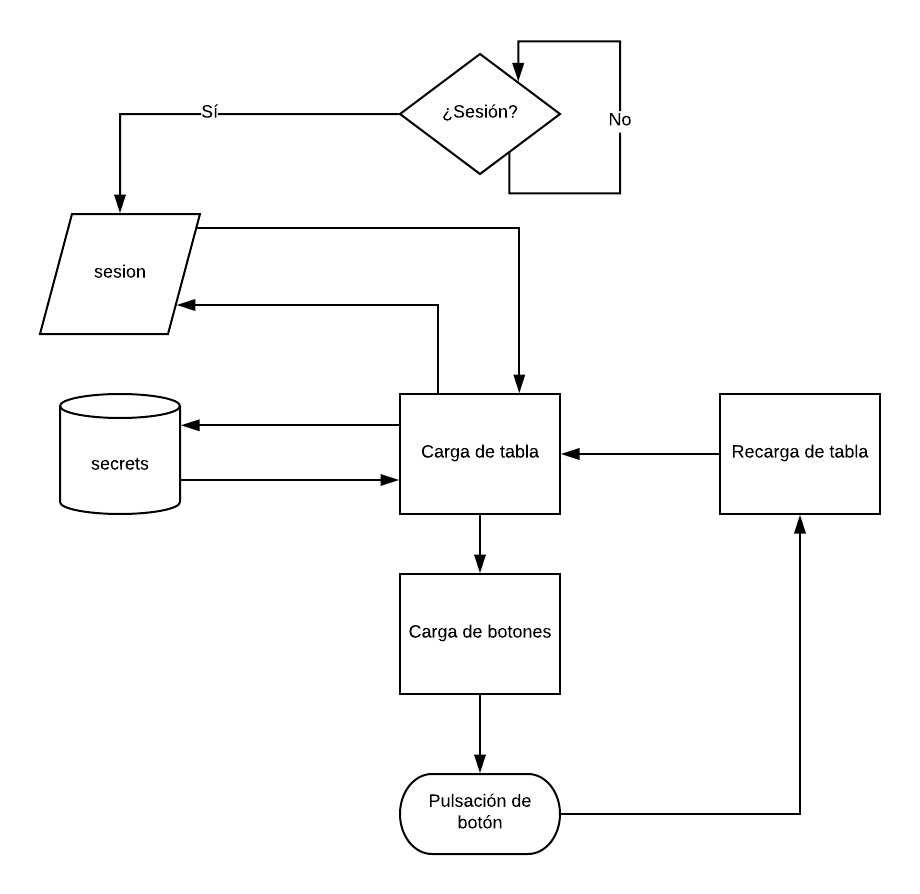 ¿Sesión?
Sí
No
sesion
secrets
Carga de tabla
Recarga de tabla
Carga de botones
Pulsación de
botón